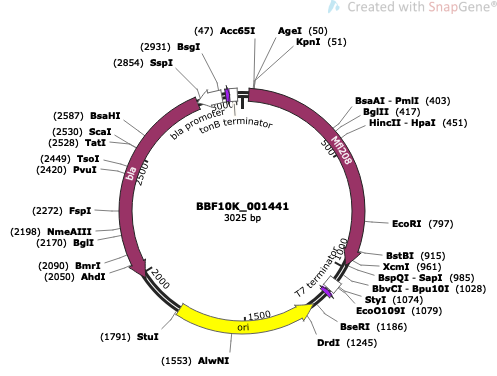 Created with SnapGene®
(47) Acc65I
AgeI (50)
KpnI (51)
(2931) BsgI
(2854) SspI
BsaAI - PmlI (403)
BglII (417)
HincII - HpaI (451)
(2587) BsaHI
(2530) ScaI
(2528) TatI
(2449) TsoI
(2420) PvuI
(2272) FspI
(2198) NmeAIII
(2170) BglI
(2090) BmrI
(2050) AhdI
EcoRI (797)
BstBI (915)
XcmI (961)
BspQI - SapI (985)
BbvCI - Bpu10I (1028)
StyI (1074)
EcoO109I (1079)
BseRI (1186)
DrdI (1245)
(1791) StuI
(1553) AlwNI
bla promoter
tonB terminator
3000
500
1000
1500
2000
2500
Mfl208
bla
T7 terminator
ori
BBF10K_001441
3025 bp